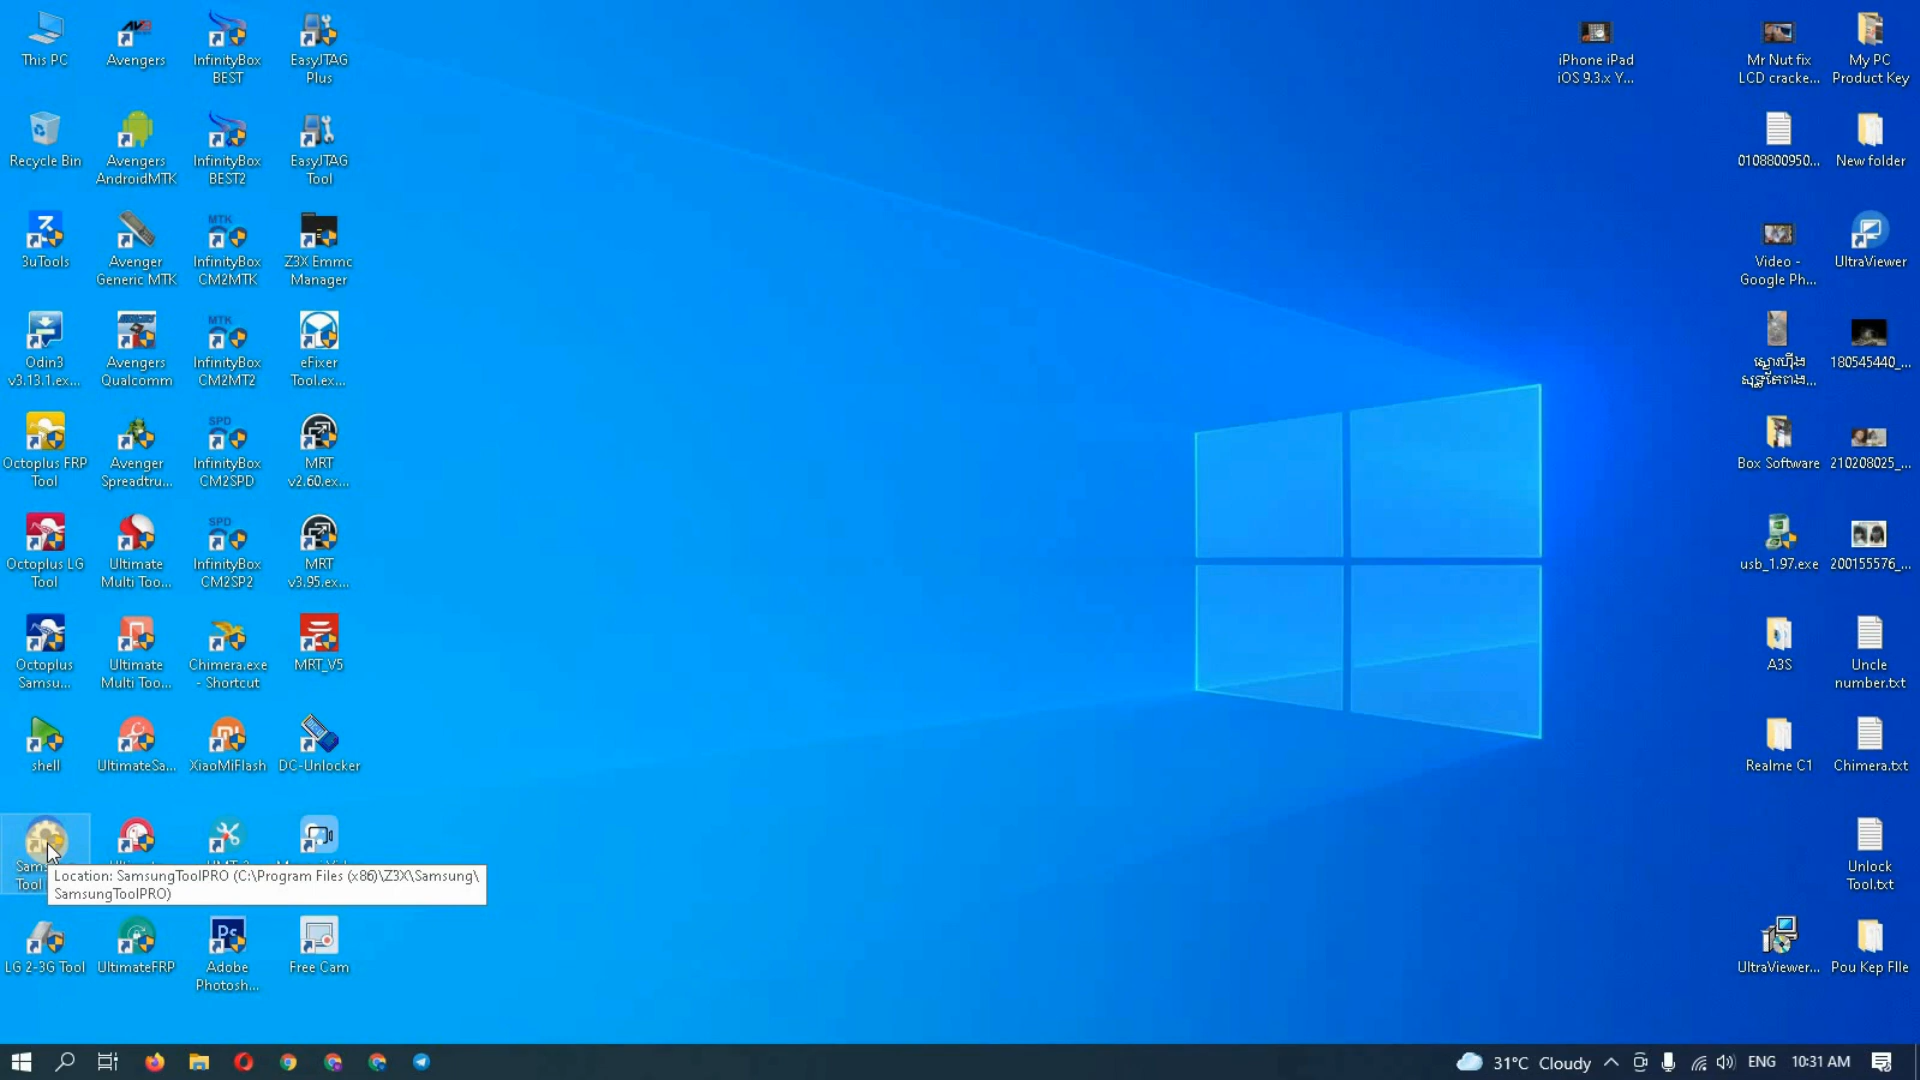 This PC
Avengers
InfinityBox
BEST
EasyJTAG
Plus
iPhone iPad
iOS 9.3.x Y...
Mr Nut fix
LCD cracke...
My PC
Product Key
Recycle Bin
Avengers
AndroidMTK
InfinityBox
BEST2
EasyJTAG
Tool
0108800950...
New folder
3uTools
Avenger
Generic MTK
MTK
InfinityBox
CM2MTK
Z3X Emmc
Manager
Video -
Google Ph...
UltraViewer
Odin3
v3.13.1.ex...
Avengers
Qualcomm
MTK
InfinityBox
CM2MT2
eFixer
Tool.ex...
180545440_...
Octoplus FRP
Tool
Avenger
Spreadtru...
SPD
InfinityBox
CM2SPD
MRT
v2.60.ex...
Box Software
210208025_...
Octoplus LG
Tool
Ultimate
Multi Too...
SPD
InfinityBox
CM2SP2
MRT
v3.95.ex...
usb_1.97.exe
200155576_...
Octoplus
Samsu...
Ultimate
Multi Too...
Chimera.exe
- Shortcut
MRT_V5
A3S
Uncle
number.txt
shell
UltimateSa...
XiaoMiFlash
DC-Unlocker
Realme C1
Chimera.txt
Tool
Location: SamsungToolPRO (C:\Program Files (x86)\Z3X\Samsung\
SamsungToolPRO)
Unlock
Tool.txt
LG 2-3G Tool
UltimateFRP
Adobe
Photosh...
Free Cam
UltraViewer...
Pou Kep FIle
31°C Cloudy
ENG
10:31 AM